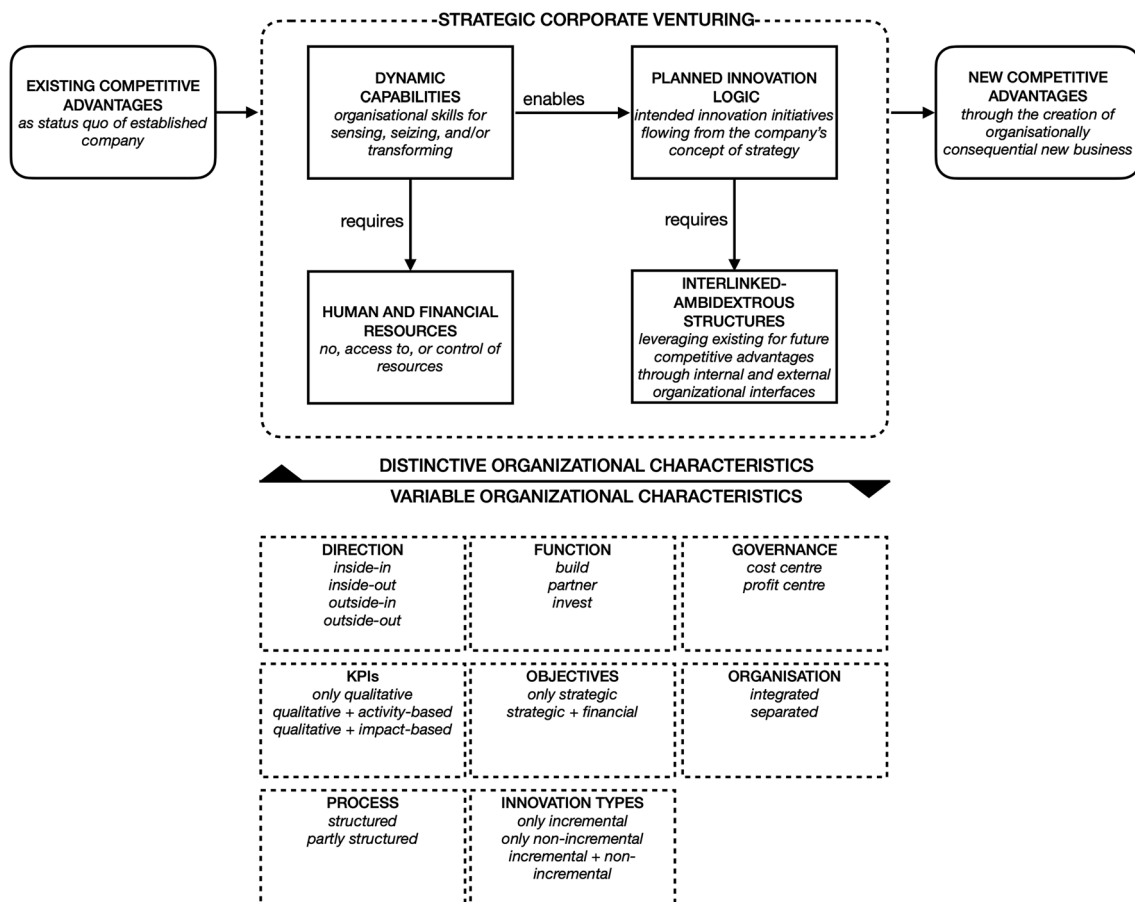 STRATEGIC CORPORATE VENTURING
EXISTING COMPETITIVE
ADVANTAGES
as status quo of established
company
DYNAMIC
CAPABILITIES
organisational skills for
sensing, seizing, and/or
transforming
enables
PLANNED INNOVATION
LOGIC
intended innovation initiatives
flowing from the company's
concept of strategy
NEW COMPETITIVE
ADVANTAGES
through the creation of
organisationally
consequential new business
requires
requires
HUMAN AND FINANCIAL
RESOURCES
no, access to, or control of
resources
INTERLINKED-
AMBIDEXTROUS
STRUCTURES
leveraging existing for future
competitive advantages
through internal and external
organizational interfaces
DISTINCTIVE ORGANIZATIONAL CHARACTERISTICS
VARIABLE ORGANIZATIONAL CHARACTERISTICS
DIRECTION
inside-in
inside-out
outside-in
outside-out
FUNCTION
build
partner
invest
GOVERNANCE
cost centre
profit centre
KPIs
only qualitative
qualitative + activity-based
qualitative + impact-based
OBJECTIVES
only strategic
strategic + financial
ORGANISATION
integrated
separated
PROCESS
structured
partly structured
INNOVATION TYPES
only incremental
only non-incremental
incremental + non-
incremental